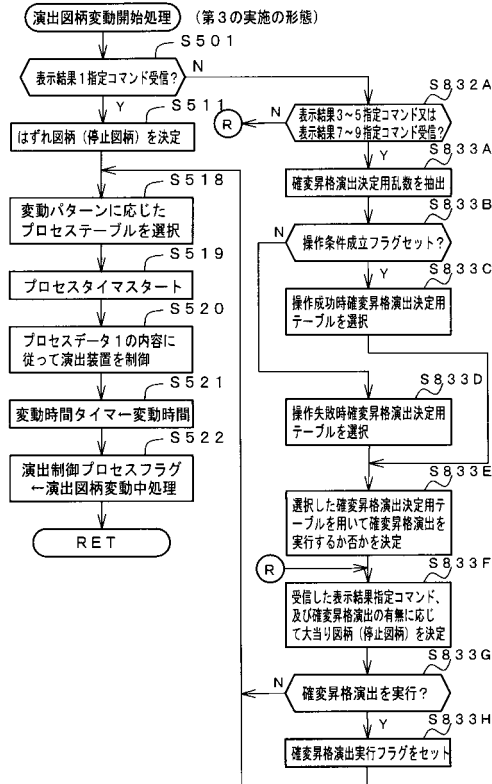 演出図柄変動開始処理
(第3の実施の形態)
S501
表示結果1指定コマンド受信?
N
Y
S511
はずれ図柄(停止図柄)を決定
S518
変動パターンに応じた
プロセステーブルを選択
S519
プロセスタイマスタート
S520
プロセスデータ1の内容に
従って演出装置を制御
S521
変動時間タイマ←変動時間
S522
演出制御プロセスフラグ
←演出図柄変動中処理
RET
S832A
表示結果3~5指定コマンド又は
表示結果7~9指定コマンド受信?
N
R
Y
S833A
確変昇格演出決定用乱数を抽出
S833B
N
操作条件成立フラグセット?
Y
S833C
操作成功時確変昇格演出決定用
テーブルを選択
S833D
操作失敗時確変昇格演出決定用
テーブルを選択
S833E
選択した確変昇格演出決定用テ
ーブルを用いて確変昇格演出を
実行するか否かを決定
R
S833F
受信した表示結果指定コマンド、
及び確変昇格演出の有無に応じ
て大当り図柄(停止図柄)を決定
S833G
N
確変昇格演出を実行?
Y
S833H
確変昇格演出実行フラグをセット